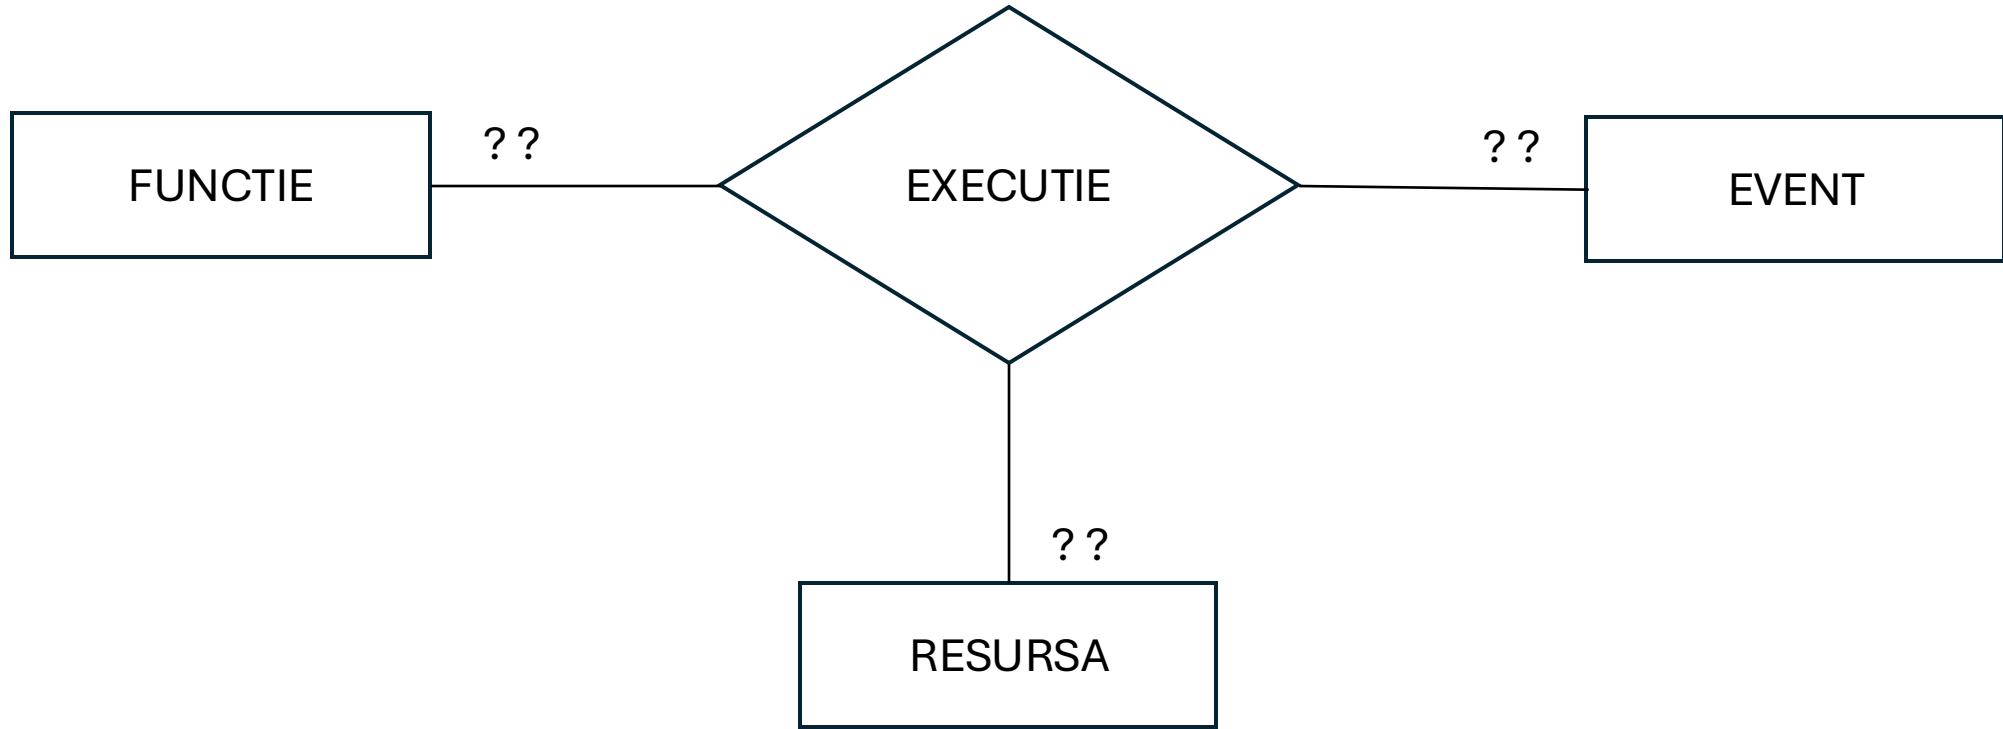 ? ?
? ?
FUNCTIE
EXECUTIE
EVENT
? ?
RESURSA